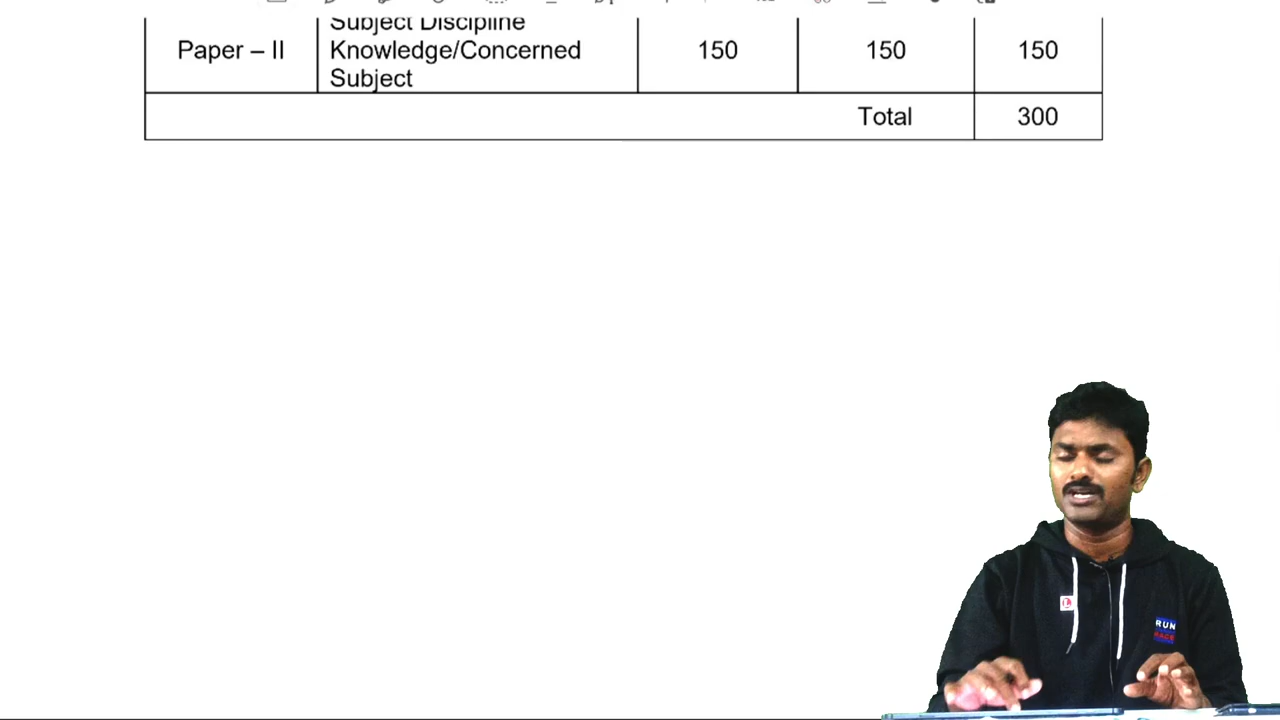 Subject Discipline
Paper – II Knowledge/Concerned 150 150 150
Subject
Total 300
RUN